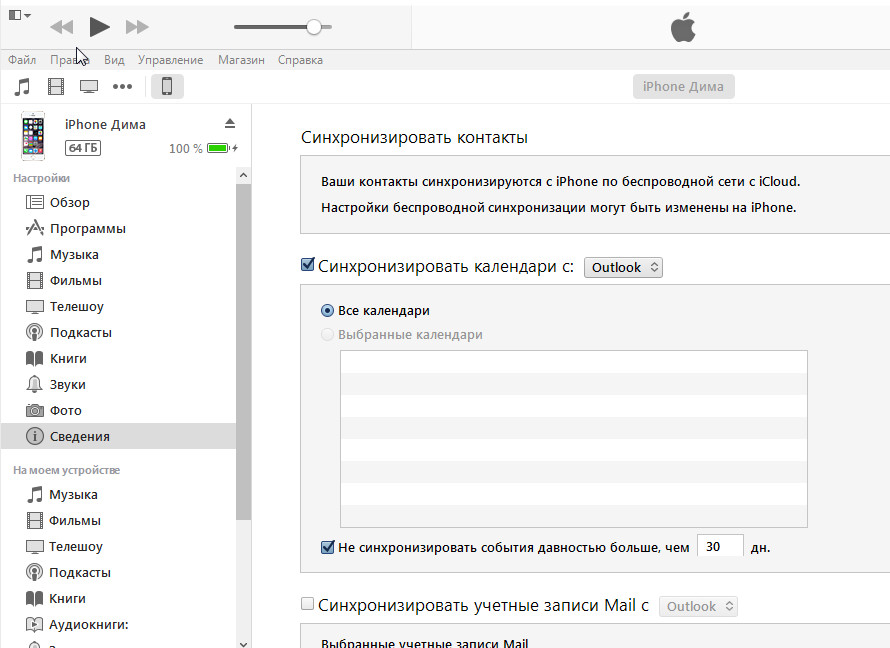 Файл Правка Вид Управление Магазин Справка
iPhone Дима
iPhone Дима
64 ГБ 100 %
Настройки
Обзор
Программы
Музыка
Фильмы
Телешоу
Подкасты
Книги
Звуки
Фото
Сведения
На моем устройстве
Музыка
Фильмы
Телешоу
Подкасты
Книги
Аудиокниги:
Синхронизировать контакты
Ваши контакты синхронизируются с iPhone по беспроводной сети с iCloud.
Настройки беспроводной синхронизации могут быть изменены на iPhone.
Синхронизировать календари с: Outlook
Все календари
Выбранные календари
Не синхронизировать события давностью больше, чем 30 дн.
Синхронизировать учетные записи Mail с Outlook
Выбранные учетные записи Mail